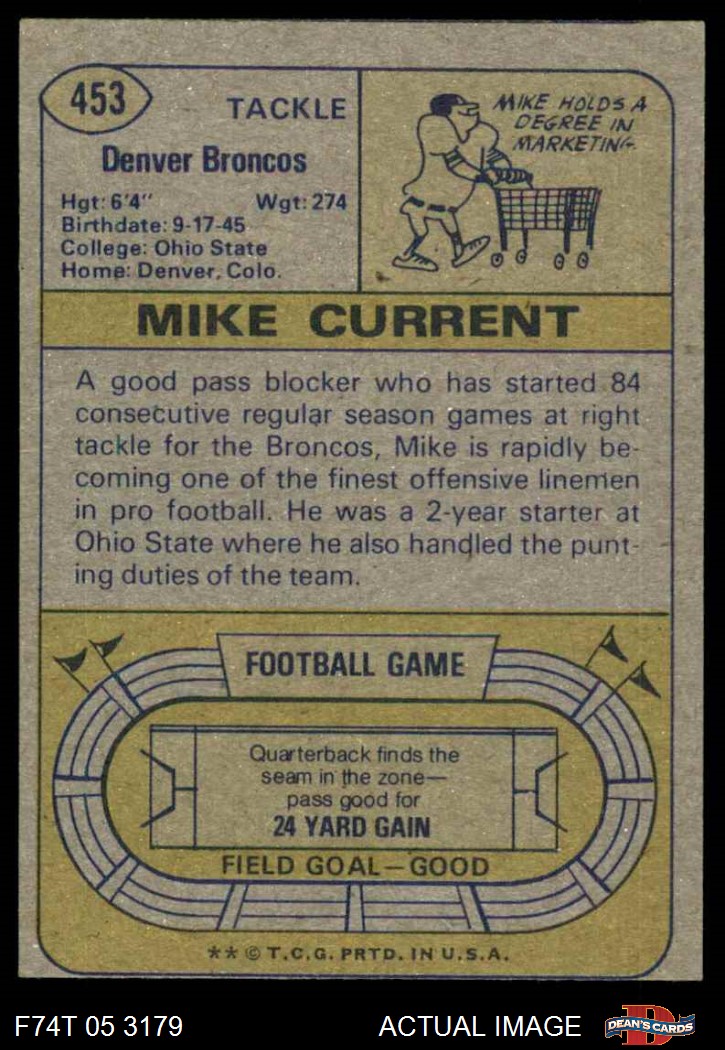 453
TACKLE
Denver Broncos
Hgt: 6'4" Wgt: 274
Birthdate: 9-17-45
College: Ohio State
Home: Denver, Colo.
MIKE HOLDS A
DEGREE IN
MARKETING.
MIKE CURRENT
A good pass blocker who has started 84
consecutive regular season games at right
tackle for the Broncos, Mike is rapidly be-
coming one of the finest offensive linemen
in pro football. He was a 2-year starter at
Ohio State where he also handled the punt-
ing duties of the team.
FOOTBALL GAME
Quarterback finds the
seam in the zone—
pass good for
24 YARD GAIN
FIELD GOAL—GOOD
** © T.C.G. PRTD. IN U.S.A.
F74T 05 3179 ACTUAL IMAGE
D
DEAN'S CARDS